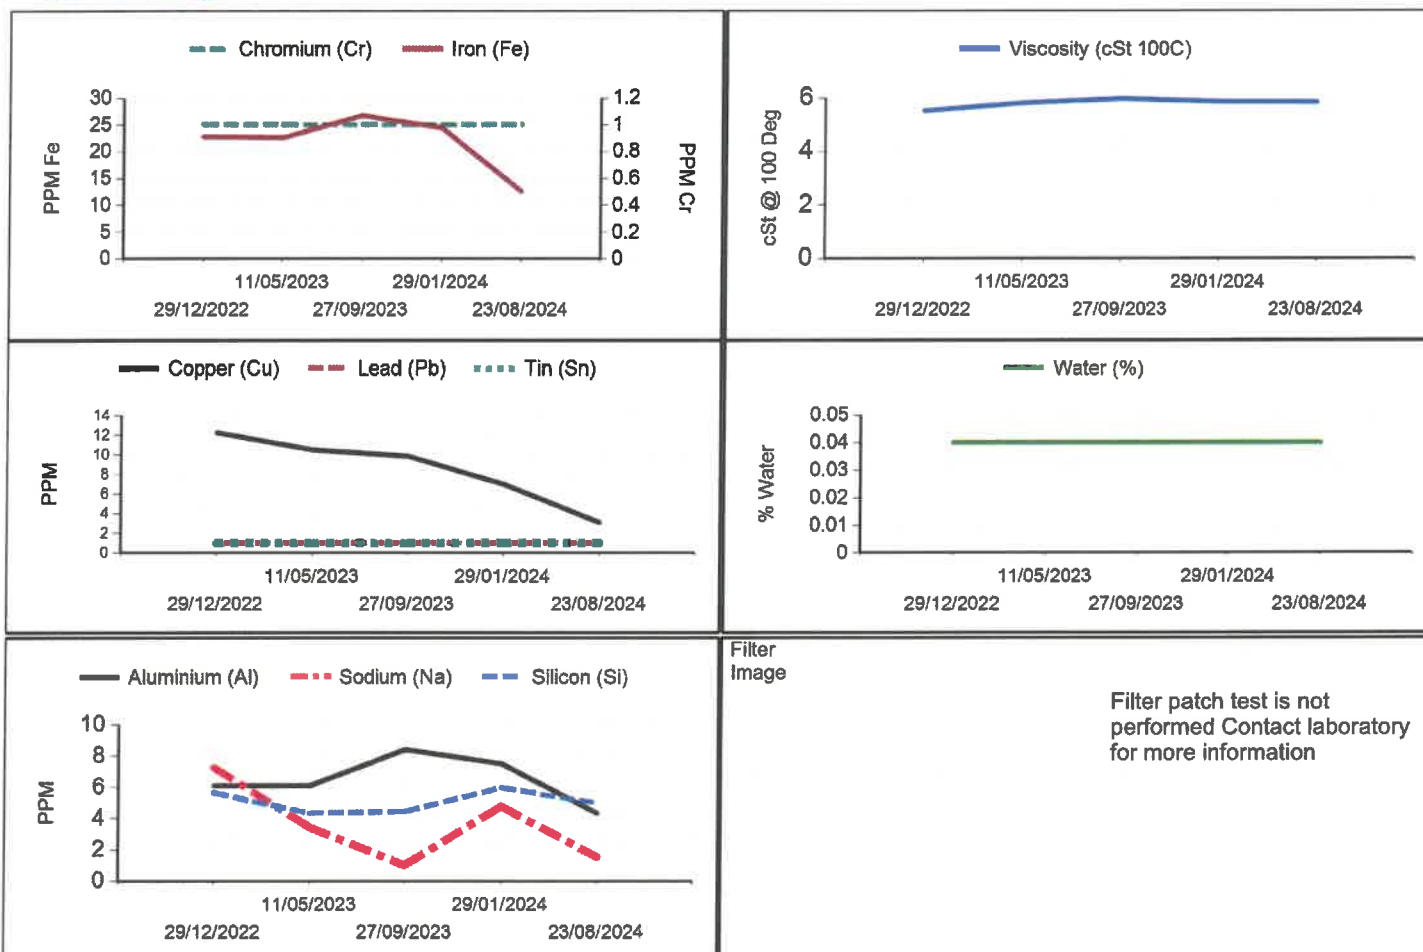 Chromium (Cr) Iron (Fe)
30
25
20
15
10
5
0
PPM Fe
1.2
1
0.8
0.6
0.4
0.2
0
PPM Cr
11/05/2023 29/01/2024
29/12/2022 27/09/2023 23/08/2024
Viscosity (cSt 100C)
6
4
2
0
cSt @ 100 Deg
11/05/2023 29/01/2024
29/12/2022 27/09/2023 23/08/2024
Copper (Cu) Lead (Pb) Tin (Sn)
14
12
10
8
6
4
2
0
PPM
11/05/2023 29/01/2024
29/12/2022 27/09/2023 23/08/2024
Water (%)
0.05
0.04
0.03
0.02
0.01
0
% Water
11/05/2023 29/01/2024
29/12/2022 27/09/2023 23/08/2024
Aluminium (Al) Sodium (Na) Silicon (Si)
10
8
6
4
2
0
PPM
11/05/2023 29/01/2024
29/12/2022 27/09/2023 23/08/2024
Filter
Image
Filter patch test is not
performed Contact laboratory
for more information